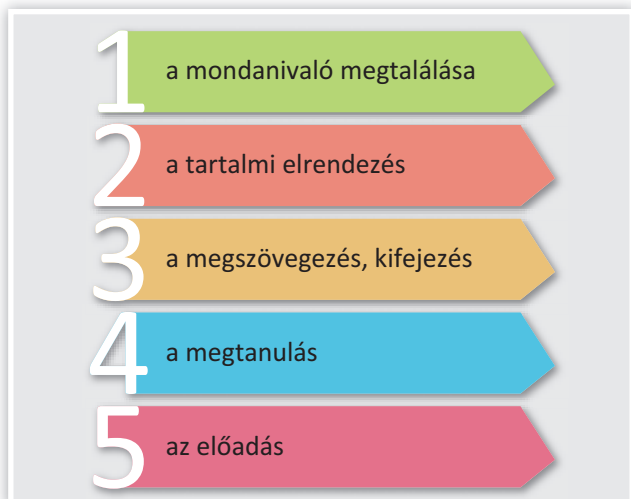 1 a mondanivaló megtalálása
2 a tartalmi elrendezés
3 a megszövegezés, kifejezés
4 a megtanulás
5 az előadás